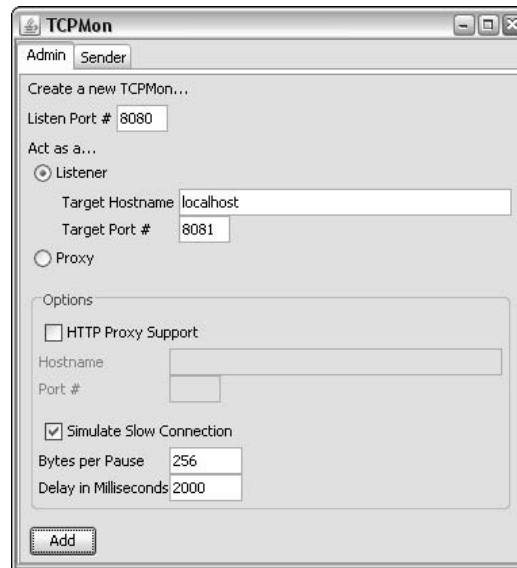 TCPMon
Admin Sender
Create a new TCPMon...
Listen Port # 8080
Act as a...
Listener
Target Hostname localhost
Target Port # 8081
Proxy
Options
HTTP Proxy Support
Hostname
Port #
Simulate Slow Connection
Bytes per Pause 256
Delay in Milliseconds 2000
Add